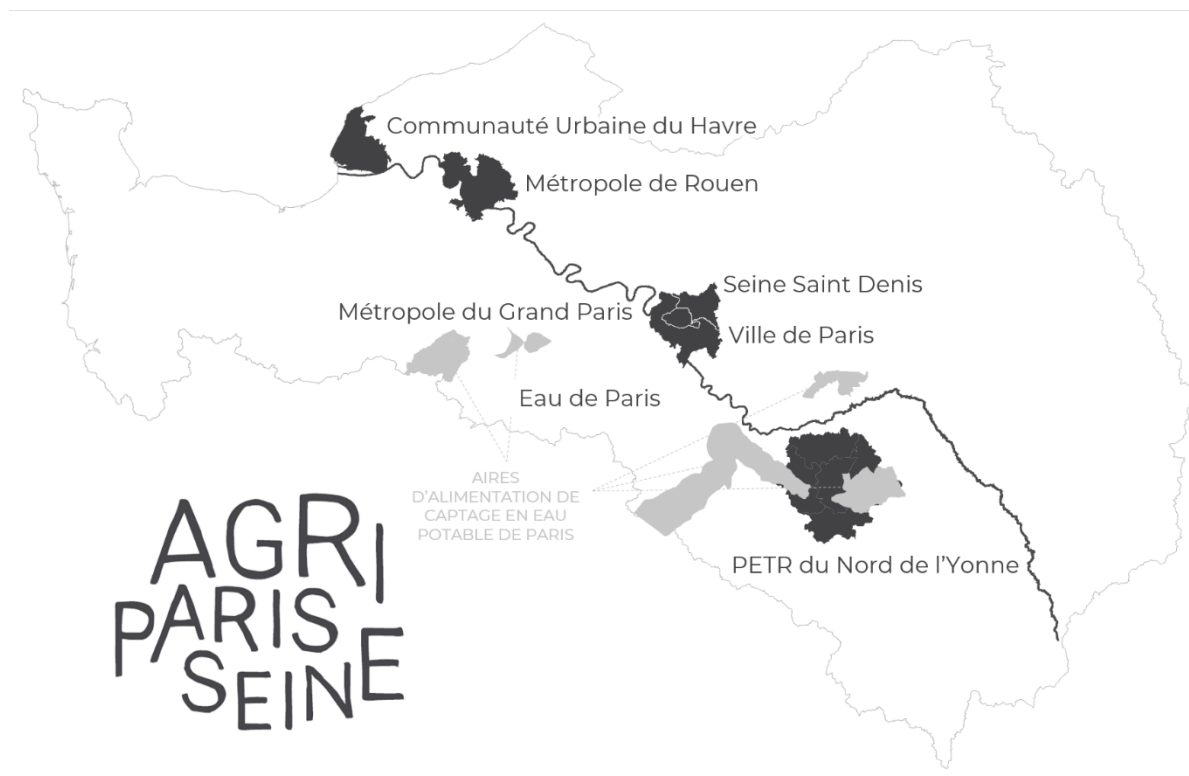 Communauté Urbaine du Havre
Métropole de Rouen
Seine Saint Denis
Métropole du Grand Paris
Ville de Paris
Eau de Paris
AIRES
D'ALIMENTATION DE
CAPTAGE EN EAU
POTABLE DE PARIS
PETR du Nord de l'Yonne
AGRI
PARIS
SEINE